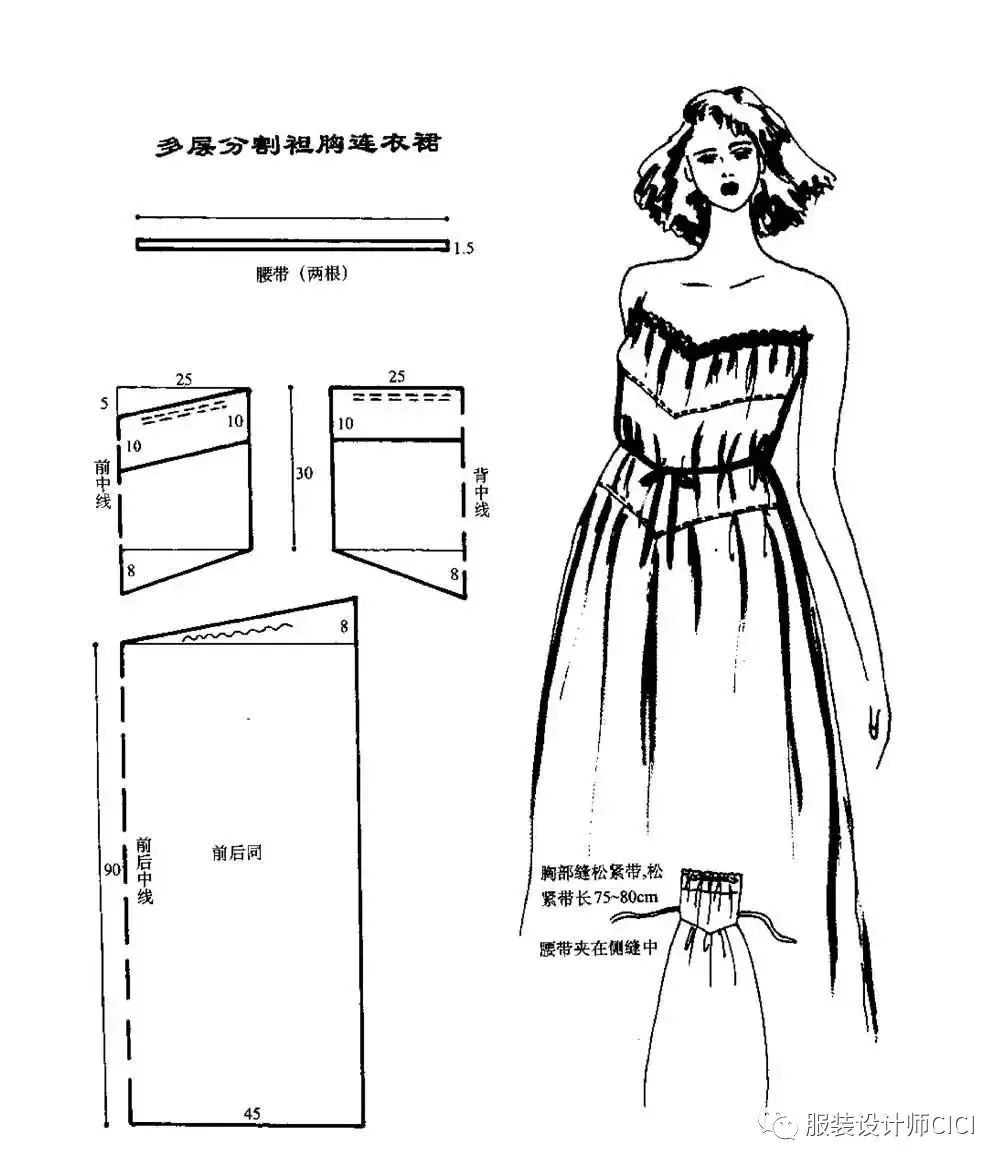 多层分割袒胸连衣裙
1.5
腰带（两根）
25
5
10
10
前中线
8
30
25
10
背中线
8
8
90
前后中线
前后同
45
胸部缝松紧带,松
紧带长75~80cm
腰带夹在侧缝中
服装设计师CICI